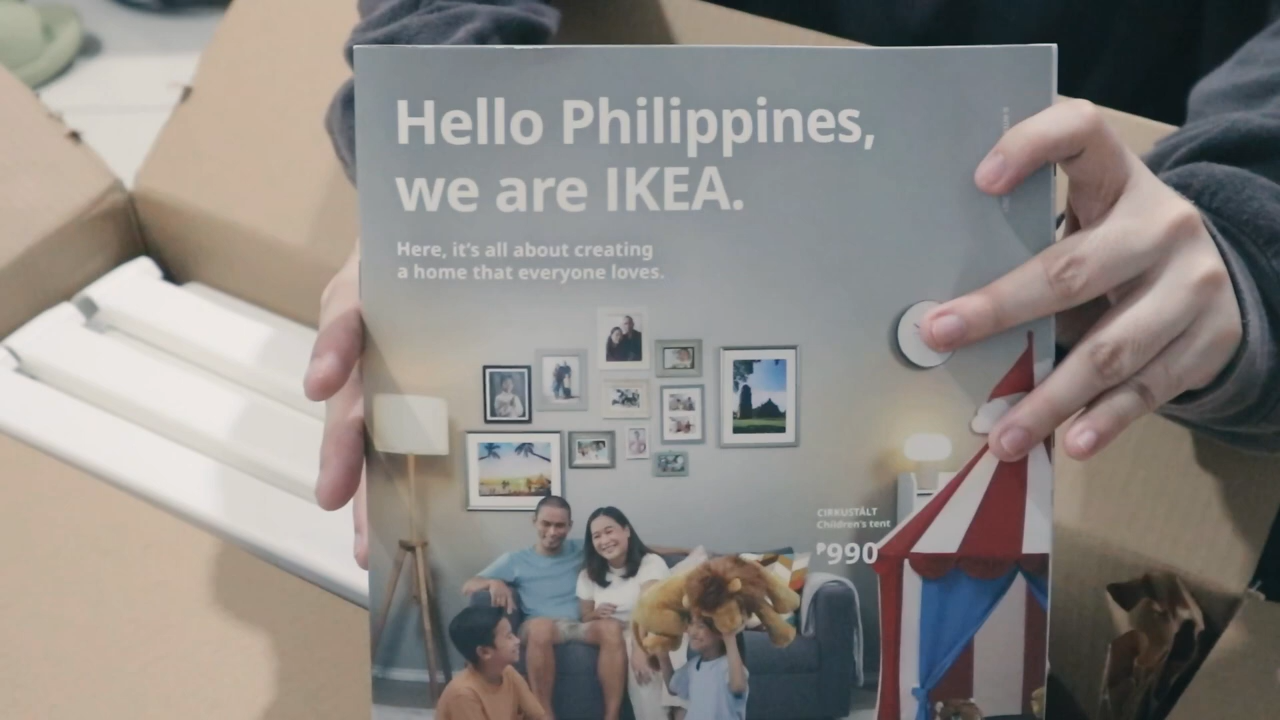 Hello Philippines,
we are IKEA.
Here, it's all about creating
a home that everyone loves.
CIRKUSTÄLT
Children's tent
₱990